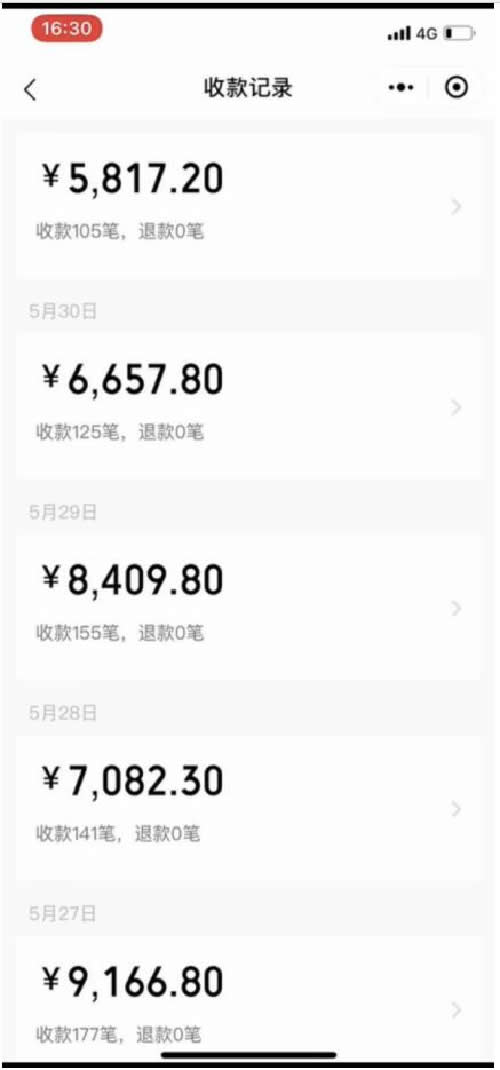 16:30
4G
收款记录
¥5,817.20
收款105笔，退款0笔
5月30日
¥6,657.80
收款125笔，退款0笔
5月29日
¥8,409.80
收款155笔，退款0笔
5月28日
¥7,082.30
收款141笔，退款0笔
5月27日
¥9,166.80
收款177笔，退款0笔